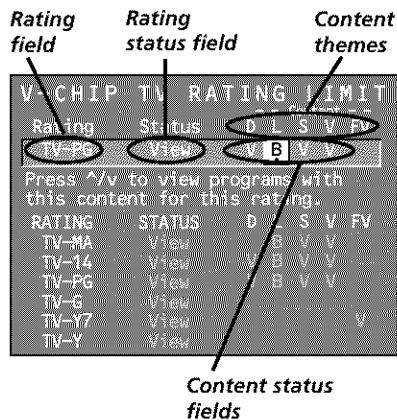 Rating field
Rating status field
Content themes
V-CHIP TV RATING LIMIT
- - Content - -
Rating Status D L S V FV
TV-PG View V B V V
Press ^/v to view programs with
this content for this rating.
RATING STATUS D L S V FV
TV-MA View B V V
TV-14 View V B V V
TV-PG View V B V V
TV-G View
TV-Y7 View V
TV-Y View
Content status fields